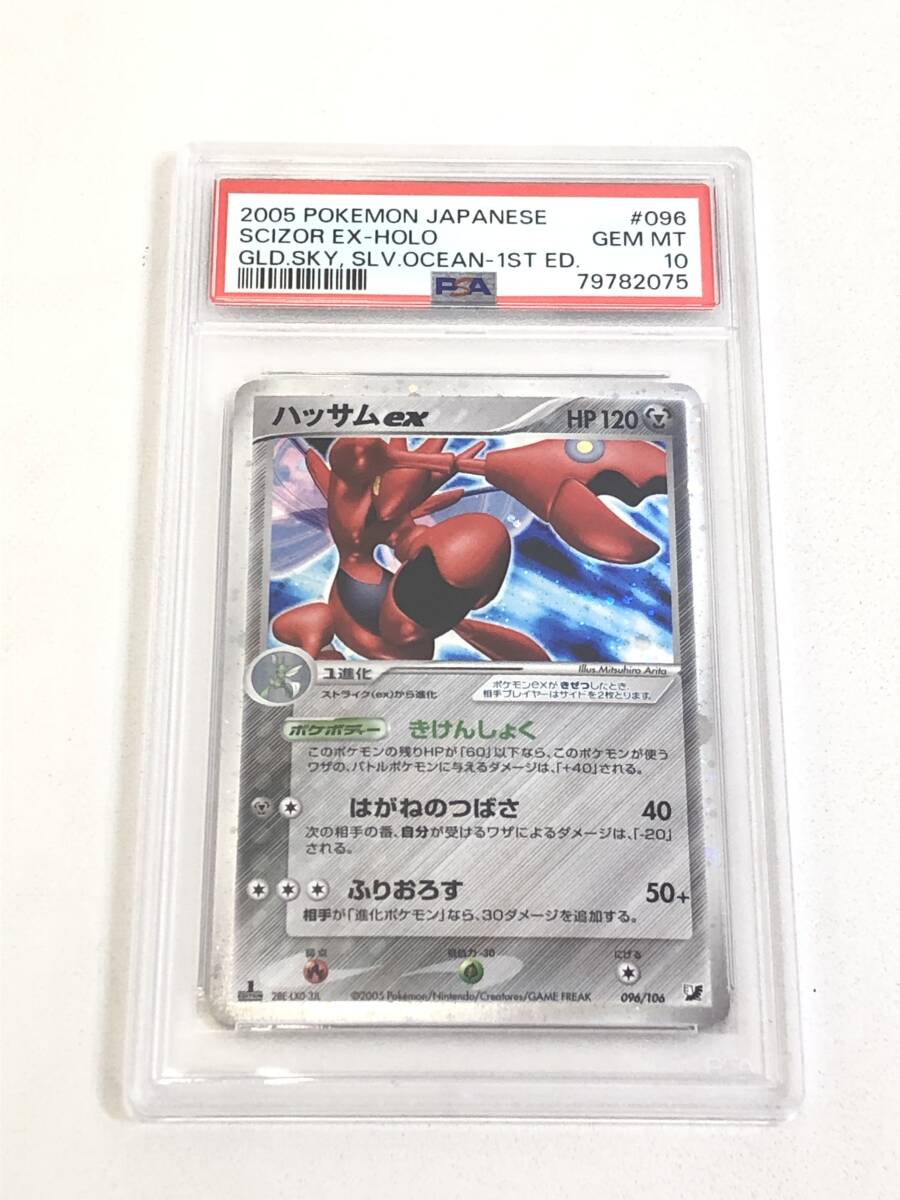 2005 POKEMON JAPANESE #096
SCIZOR EX-HOLO GEM MT
GLD.SKY, SLV.OCEAN-1ST ED. 10
PSA 79782075
ハッサムex HP120
Illus.Mitsuhiro Arita
1進化
ストライク(ex)から進化
ポケモンexがきぜつしたとき、
相手プレイヤーはサイドを2枚とります。
ポケボディー きけんしょく
このポケモンの残りHPが「60」以下なら、このポケモンが使う
ワザの、バトルポケモンに与えるダメージは、「+40」される。
はがねのつばさ 40
次の相手の番、自分が受けるワザによるダメージは、「-20」
される。
ふりおろす 50+
相手が「進化ポケモン」なら、30ダメージを追加する。
弱点 抵抗力 -30 にげる
1 EDITION ©2005 Pokémon/Nintendo/Creatures/GAME FREAK 096/106